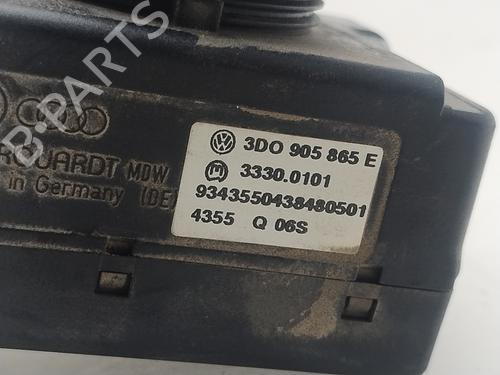 B-PARTS
RQUARDT MDW
in Germany (DE)
3D0 905 865 E
3330.0101
9343550438480501
4355 Q 06S